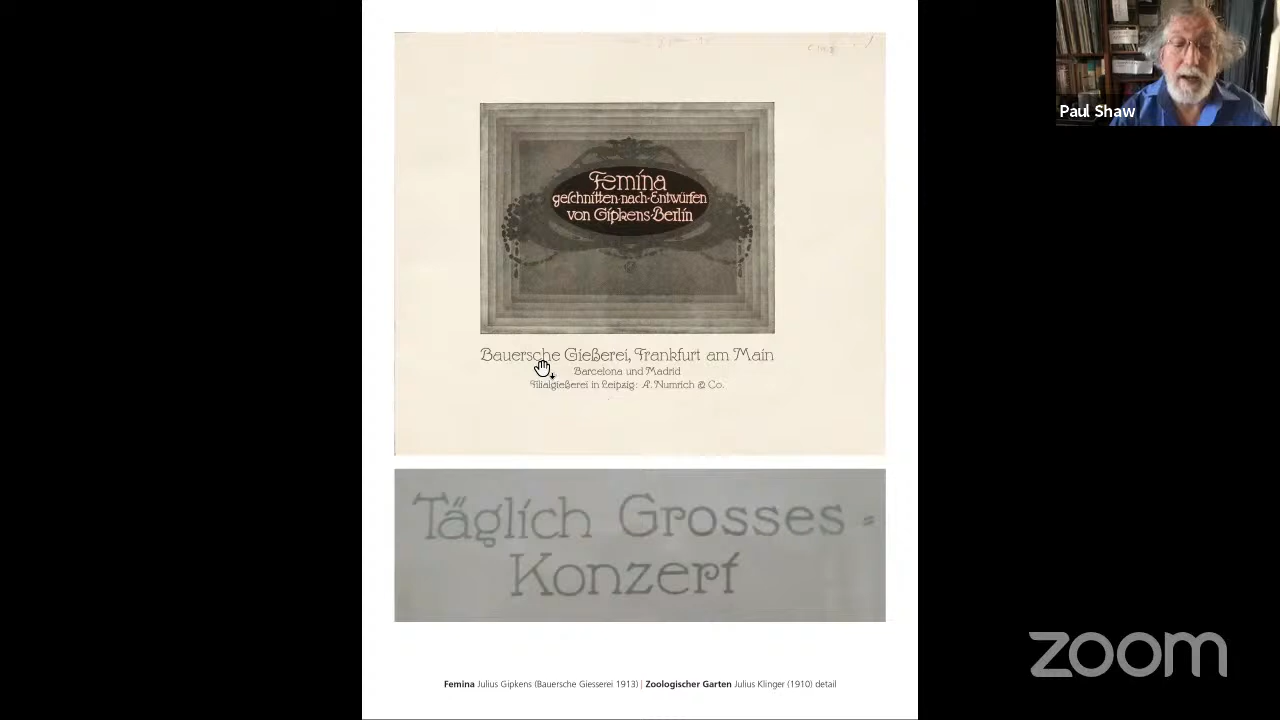 Femina
geſchnitten·nach·Entwürfen
von Gipkens·Berlin
Bauersche Gießerei, Frankfurt am Main
Barcelona und Madrid
Filialgießerei in Leipzig: A. Numrich & Co.
Täglich Grosses =
Konzert
Femina Julius Gipkens (Bauersche Giesserei 1913) | Zoologischer Garten Julius Klinger (1910) detail
Paul Shaw
zoom